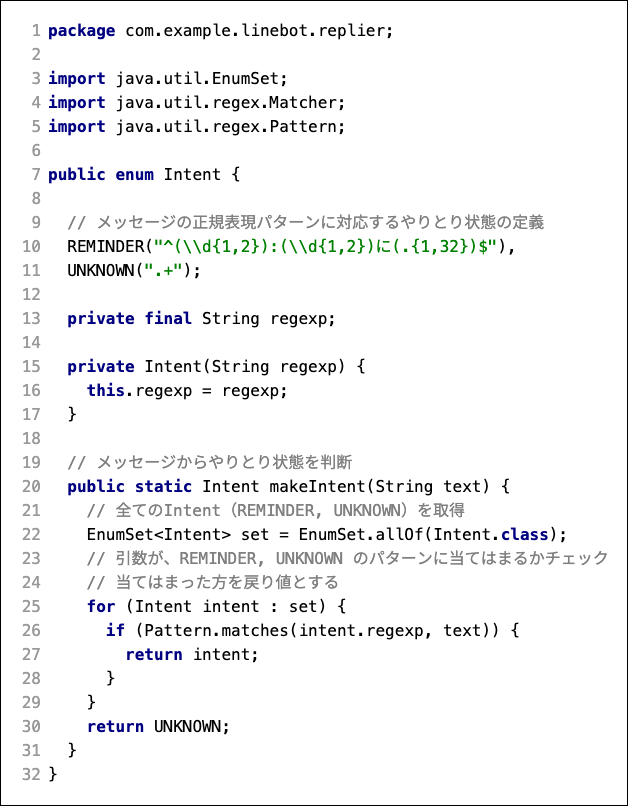 1 package com.example.linebot.replier;
2
3 import java.util.EnumSet;
4 import java.util.regex.Matcher;
5 import java.util.regex.Pattern;
6
7 public enum Intent {
8
9   // メッセージの正規表現パターンに対応するやりとり状態の定義
10   REMINDER("^(\\d{1,2}):(\\d{1,2})に(.{1,32})$"),
11   UNKNOWN(".+");
12
13   private final String regexp;
14
15   private Intent(String regexp) {
16     this.regexp = regexp;
17   }
18
19   // メッセージからやりとり状態を判断
20   public static Intent makeIntent(String text) {
21     // 全てのIntent（REMINDER, UNKNOWN）を取得
22     EnumSet<Intent> set = EnumSet.allOf(Intent.class);
23     // 引数が、REMINDER, UNKNOWN のパターンに当てはまるかチェック
24     // 当てはまった方を戻り値とする
25     for (Intent intent : set) {
26       if (Pattern.matches(intent.regexp, text)) {
27         return intent;
28       }
29     }
30     return UNKNOWN;
31   }
32 }